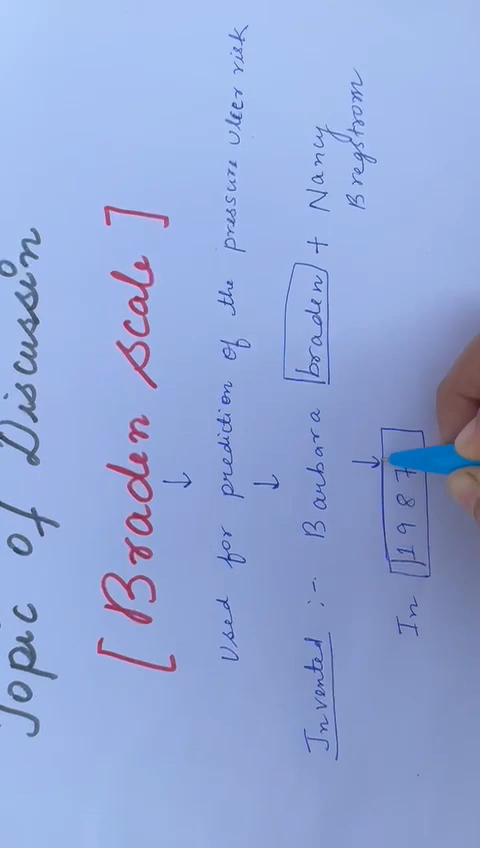 Topic of Discussion
[Braden scale]
↓
Used for predition of the pressure ulcer risk
↓
Invented :- Barbara braden + Nancy
Bregstrom
↓
In 1987